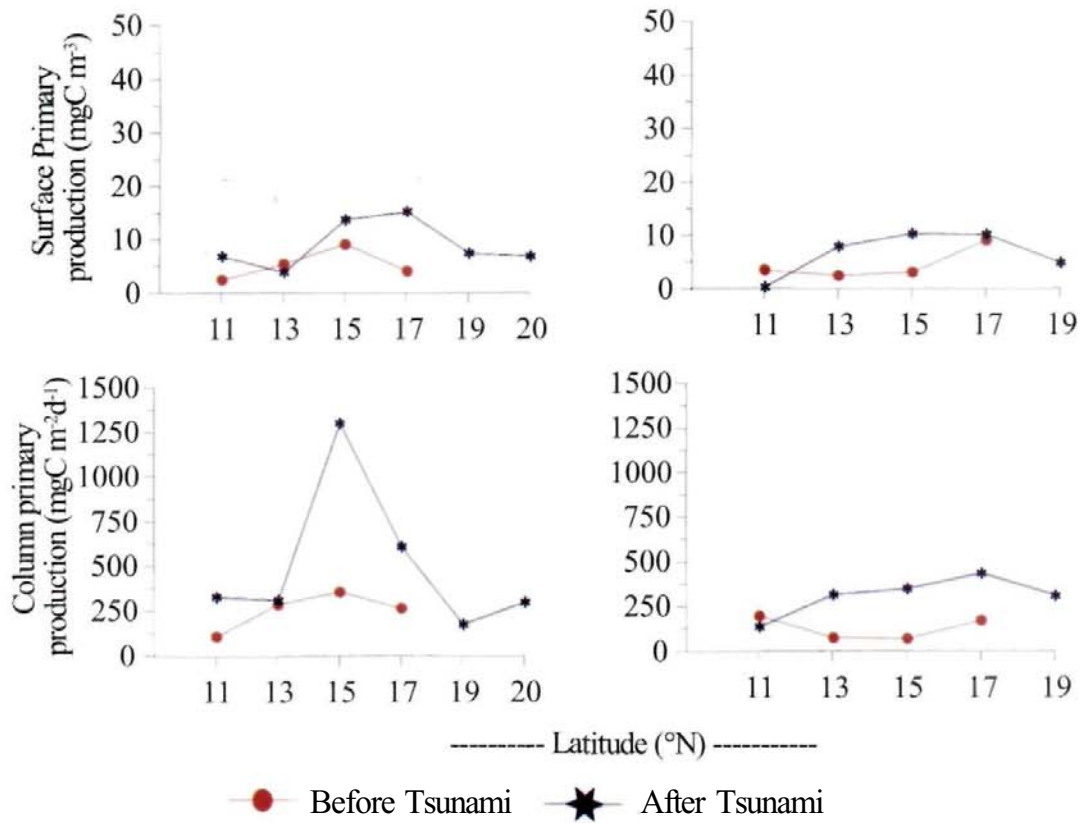 Surface Primary
production (mgC m⁻³)
50
40
30
20
10
0
11 13 15 17 19 20
50
40
30
20
10
0
11 13 15 17 19
Column primary
production (mgC m⁻²d⁻¹)
1500
1250
1000
750
500
250
0
11 13 15 17 19 20
1500
1250
1000
750
500
250
0
11 13 15 17 19
---------- Latitude (°N) -----------
Before Tsunami After Tsunami